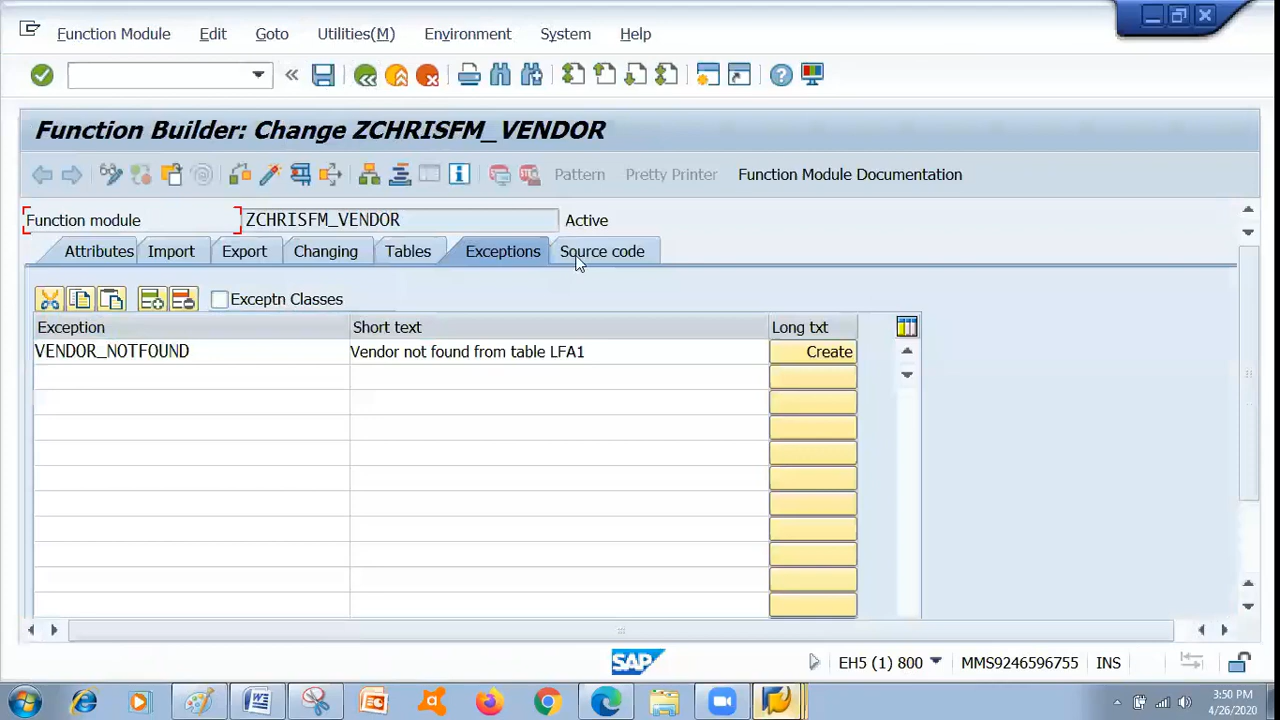 Function Module Edit Goto Utilities(M) Environment System Help
Function Builder: Change ZCHRISFM_VENDOR
Pattern Pretty Printer Function Module Documentation
Function module ZCHRISFM_VENDOR Active
Attributes Import Export Changing Tables Exceptions Source code
Exceptn Classes
Exception Short text Long txt
VENDOR_NOTFOUND Vendor not found from table LFA1 Create
SAP EH5 (1) 800 MMS9246596755 INS
3:50 PM
4/26/2020